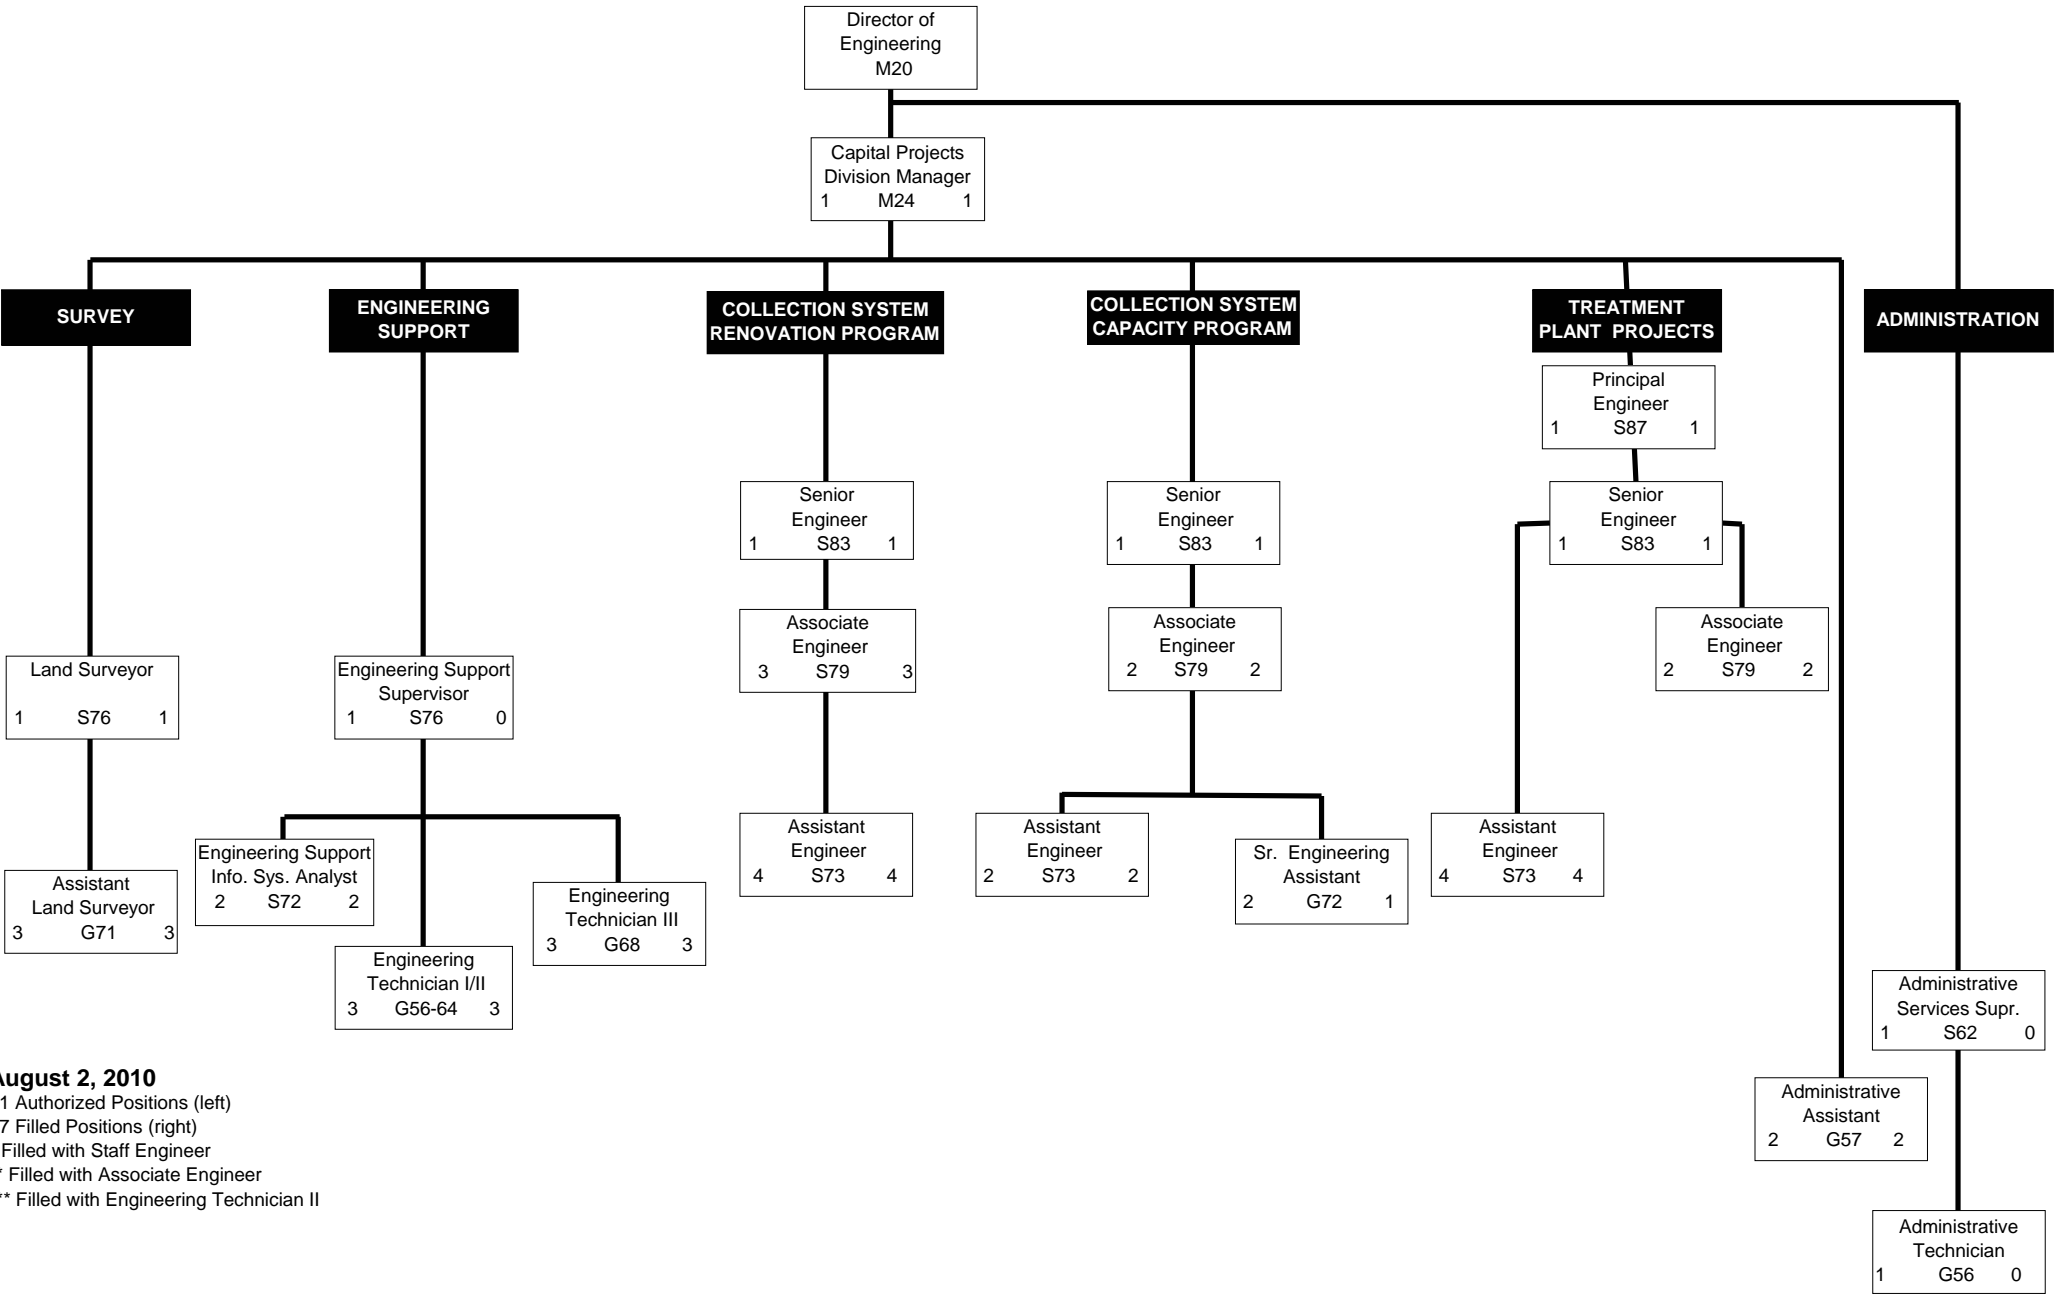 Director of
Engineering
M20
Capital Projects
Division Manager
1 M24 1
SURVEY
ENGINEERING
SUPPORT
COLLECTION SYSTEM
RENOVATION PROGRAM
COLLECTION SYSTEM
CAPACITY PROGRAM
TREATMENT
PLANT PROJECTS
ADMINISTRATION
Principal
Engineer
1 S87 1
Senior
Engineer
1 S83 1
Senior
Engineer
1 S83 1
Senior
Engineer
1 S83 1
Associate
Engineer
3 S79 3
Associate
Engineer
2 S79 2
Associate
Engineer
2 S79 2
Land Surveyor
1 S76 1
Engineering Support
Supervisor
1 S76 0
Assistant
Land Surveyor
3 G71 3
Engineering Support
Info. Sys. Analyst
2 S72 2
Engineering
Technician I/II
3 G56-64 3
Engineering
Technician III
3 G68 3
Assistant
Engineer
4 S73 4
Assistant
Engineer
2 S73 2
Sr. Engineering
Assistant
2 G72 1
Assistant
Engineer
4 S73 4
Administrative
Services Supr.
1 S62 0
Administrative
Assistant
2 G57 2
Administrative
Technician
1 G56 0
August 2, 2010
1 Authorized Positions (left)
7 Filled Positions (right)
Filled with Staff Engineer
* Filled with Associate Engineer
** Filled with Engineering Technician II